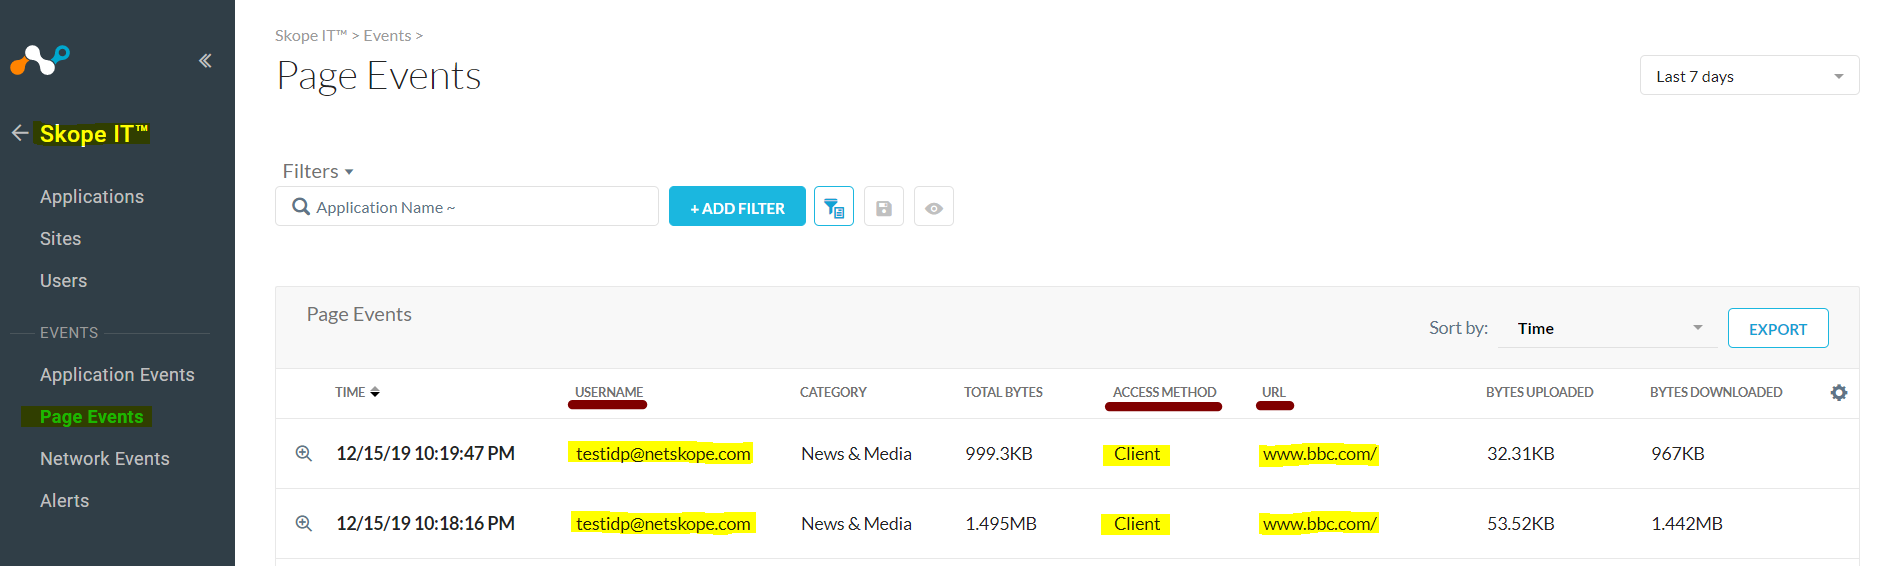 Skope IT™
Applications
Sites
Users
EVENTS
Application Events
Page Events
Network Events
Alerts
Skope IT™ > Events >
Page Events
Last 7 days
Filters
Application Name ~
+ ADD FILTER
Page Events
Sort by: Time EXPORT
TIME USERNAME CATEGORY TOTAL BYTES ACCESS METHOD URL BYTES UPLOADED BYTES DOWNLOADED
12/15/19 10:19:47 PM testidp@netskope.com News & Media 999.3KB Client www.bbc.com/ 32.31KB 967KB
12/15/19 10:18:16 PM testidp@netskope.com News & Media 1.495MB Client www.bbc.com/ 53.52KB 1.442MB